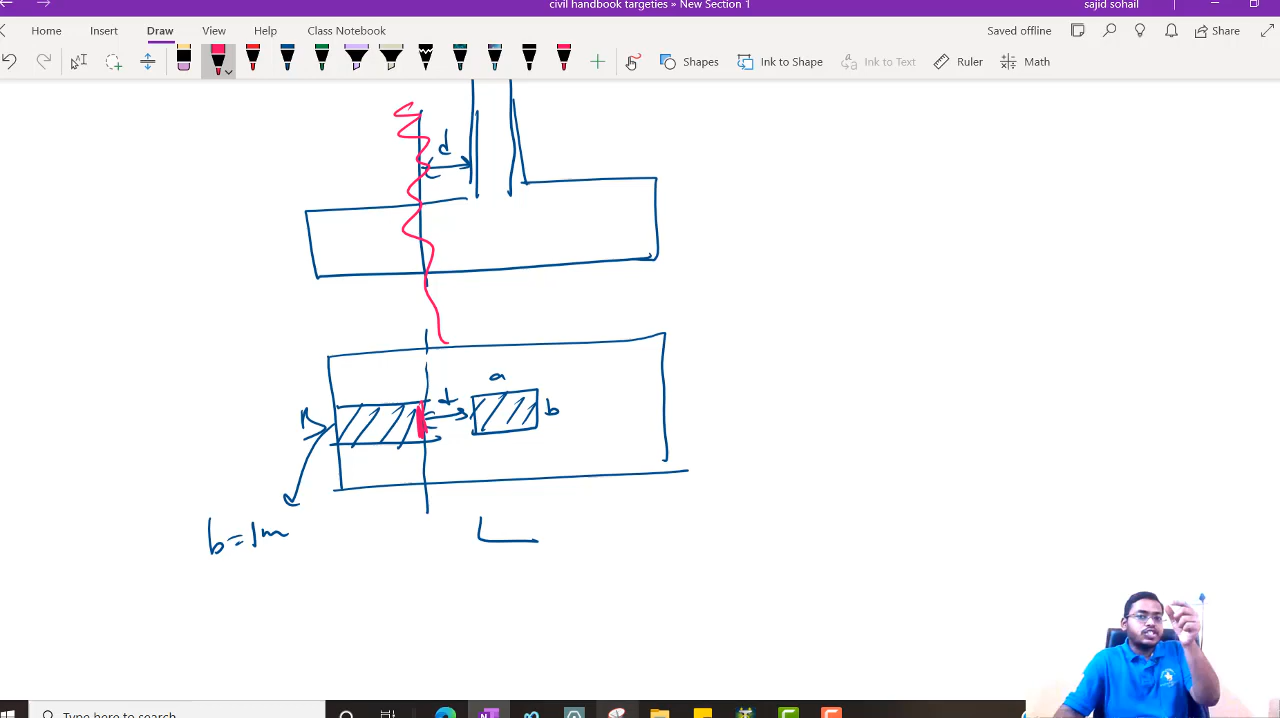 civil handbook targeties » New Section 1
sajid sohail
Home Insert Draw View Help Class Notebook
Saved offline
Share
Shapes
Ink to Shape
Ink to Text
Ruler
Math
d
a
d
b
b=1m
L
Type here to search